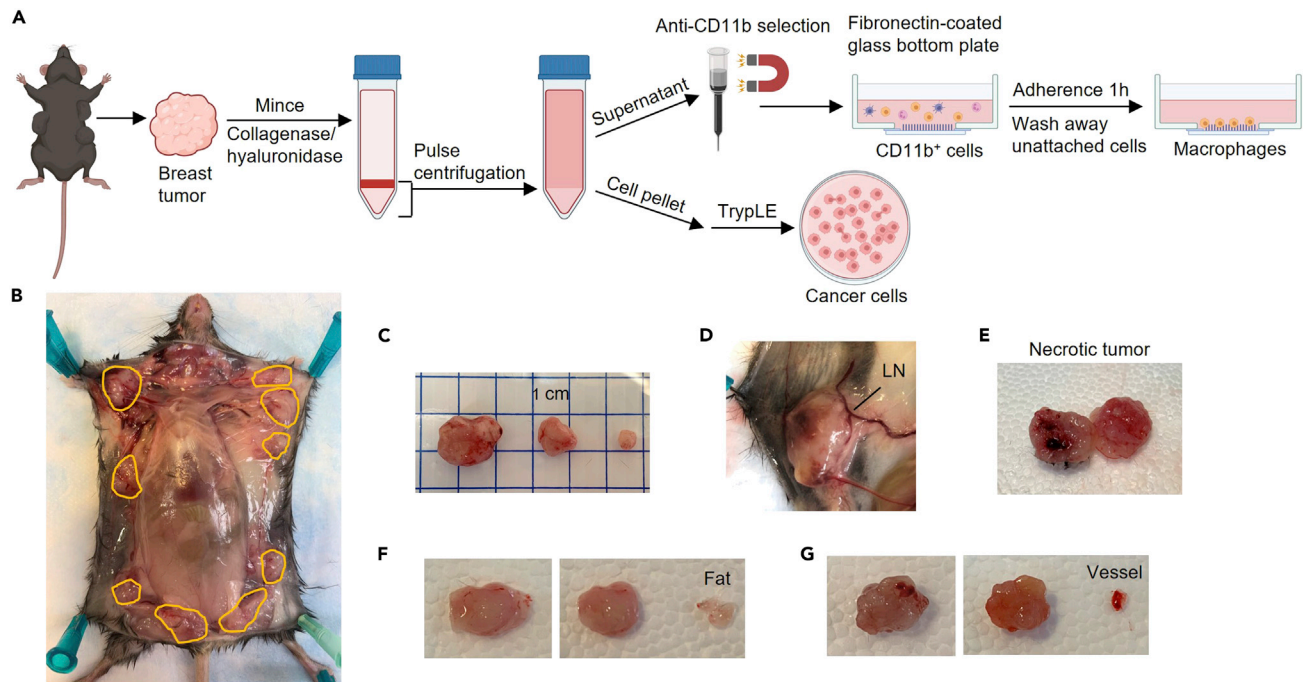 A
Mince
Collagenase/
hyaluronidase
Breast
tumor
Pulse
centrifugation
Supernatant
Cell pellet
Anti-CD11b selection
TrypLE
Cancer cells
Fibronectin-coated
glass bottom plate
CD11b⁺ cells
Adherence 1h
Wash away
unattached cells
Macrophages
B
C
1 cm
D
LN
E
Necrotic tumor
F
Fat
G
Vessel